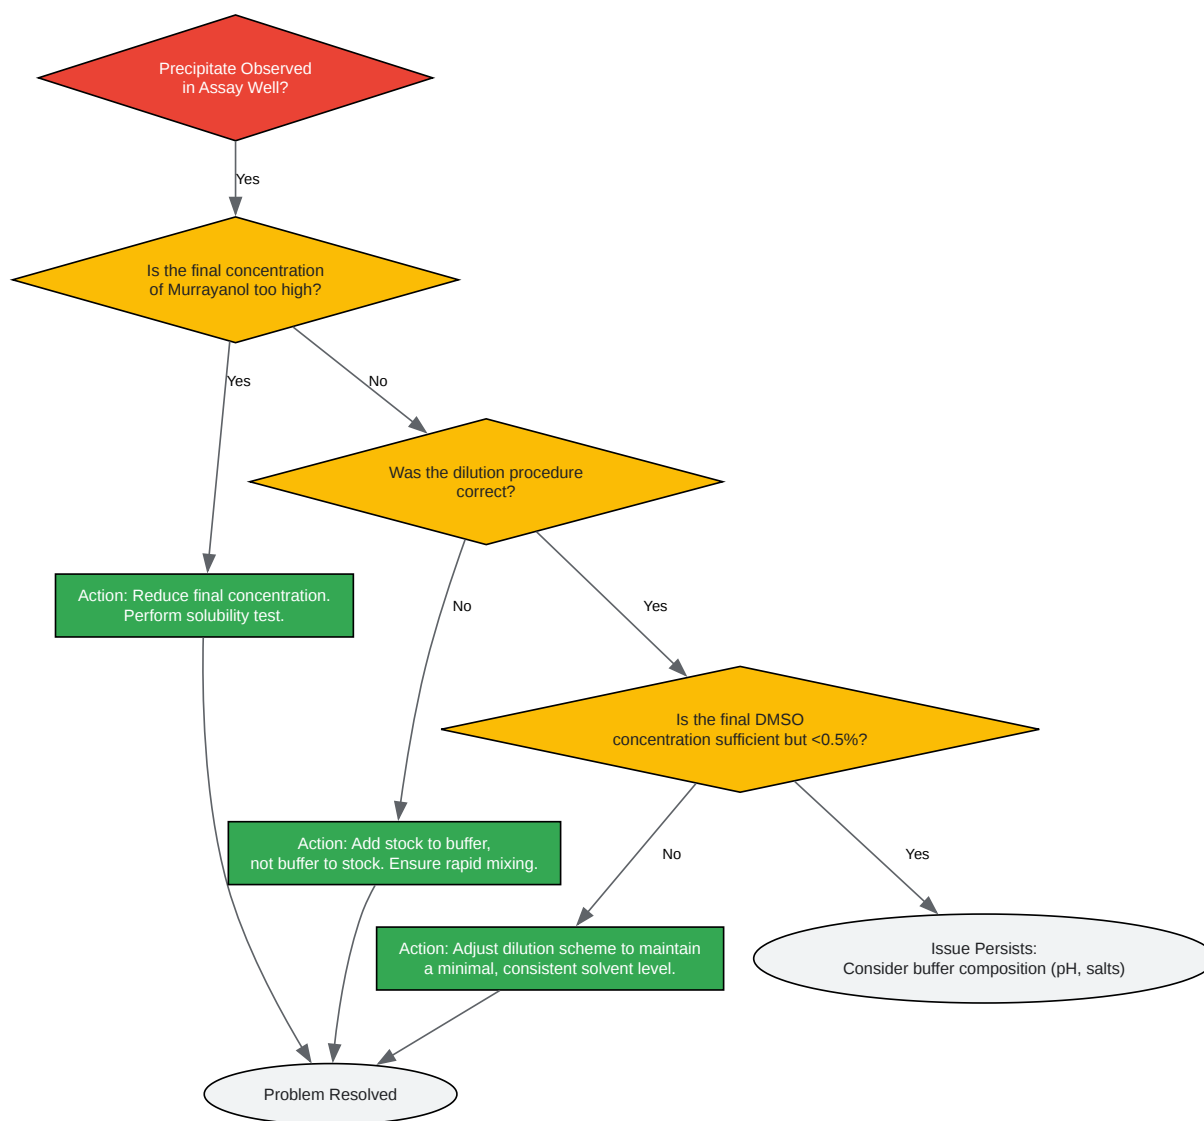 Precipitate Observed
in Assay Well?
Yes
Is the final concentration
of Murrayanol too high?
Yes
No
Was the dilution procedure
correct?
Action: Reduce final concentration.
Perform solubility test.
No
Yes
Is the final DMSO
concentration sufficient but <0.5%?
Action: Add stock to buffer,
not buffer to stock. Ensure rapid mixing.
No
Yes
Action: Adjust dilution scheme to maintain
a minimal, consistent solvent level.
Issue Persists:
Consider buffer composition (pH, salts)
Problem Resolved